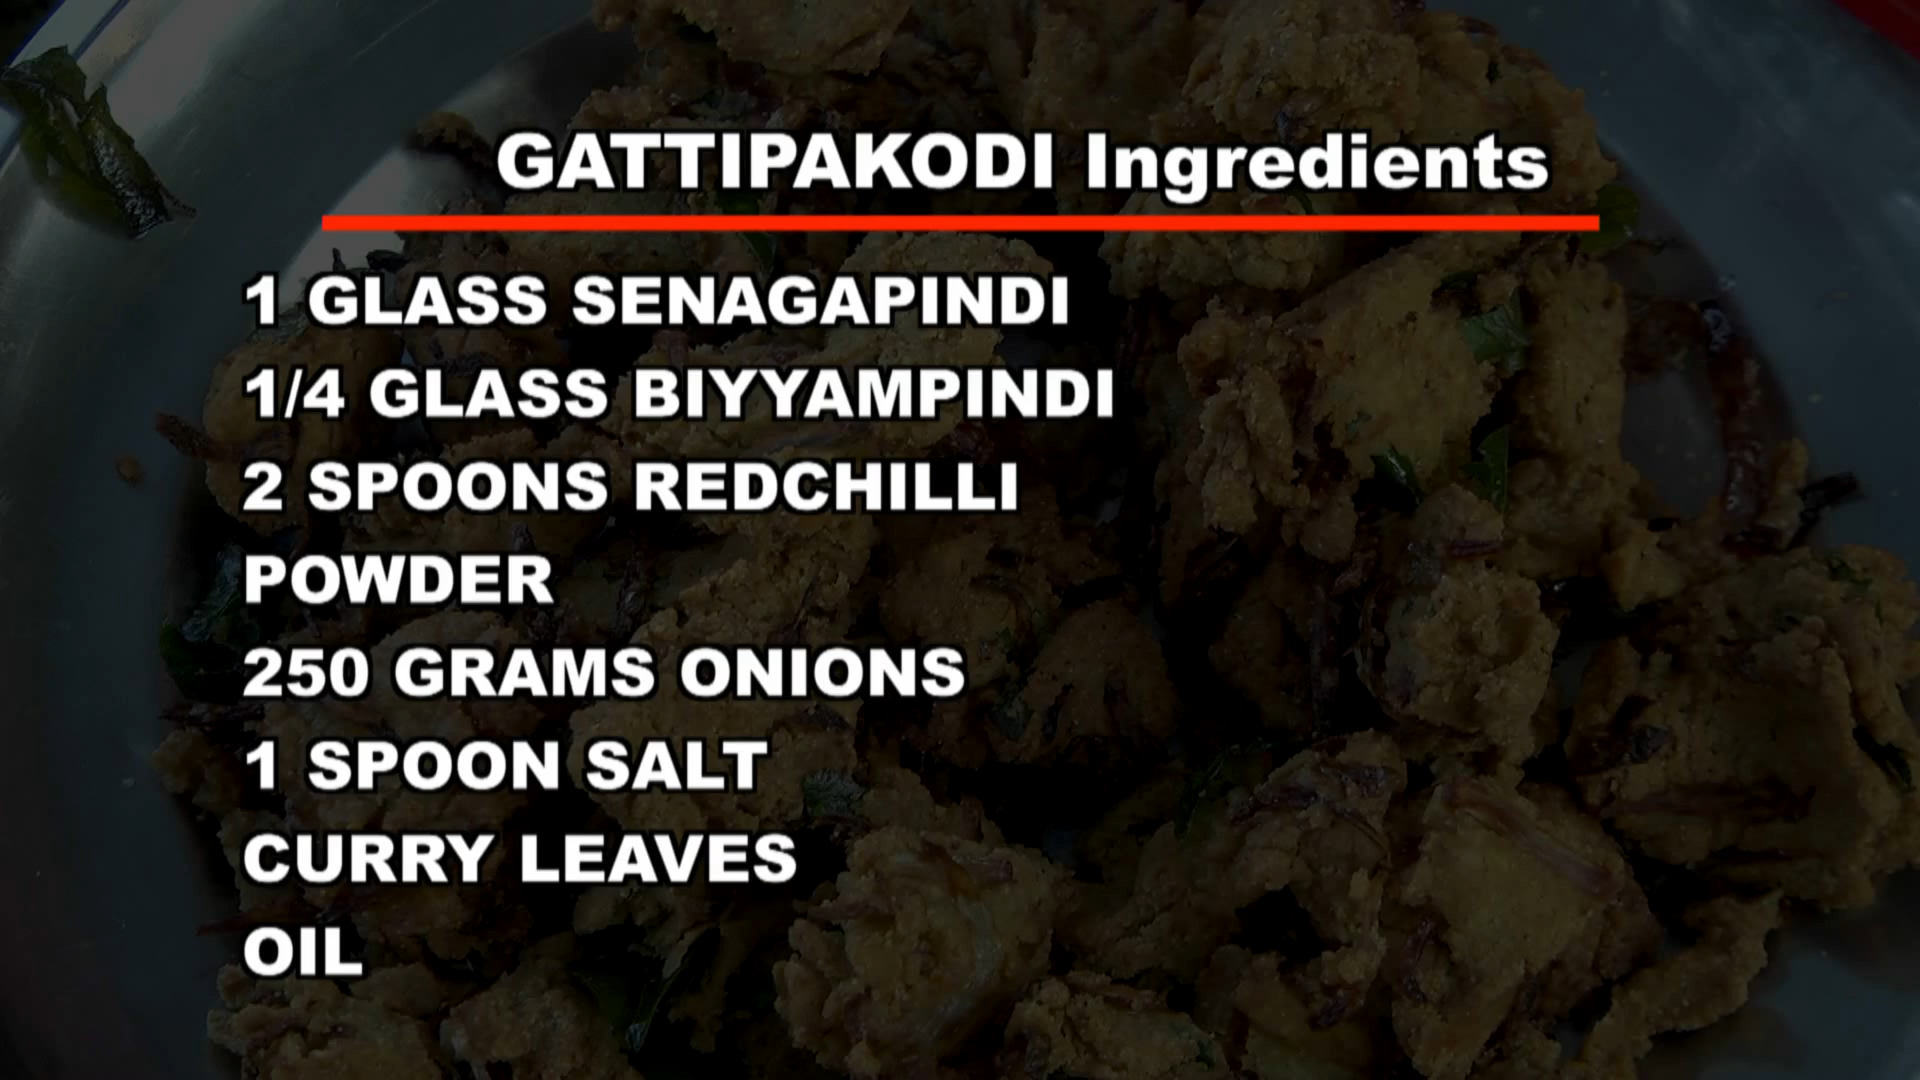 GATTIPAKODI Ingredients
1 GLASS SENAGAPINDI
1/4 GLASS BIYYAMPINDI
2 SPOONS REDCHILLI
POWDER
250 GRAMS ONIONS
1 SPOON SALT
CURRY LEAVES
OIL